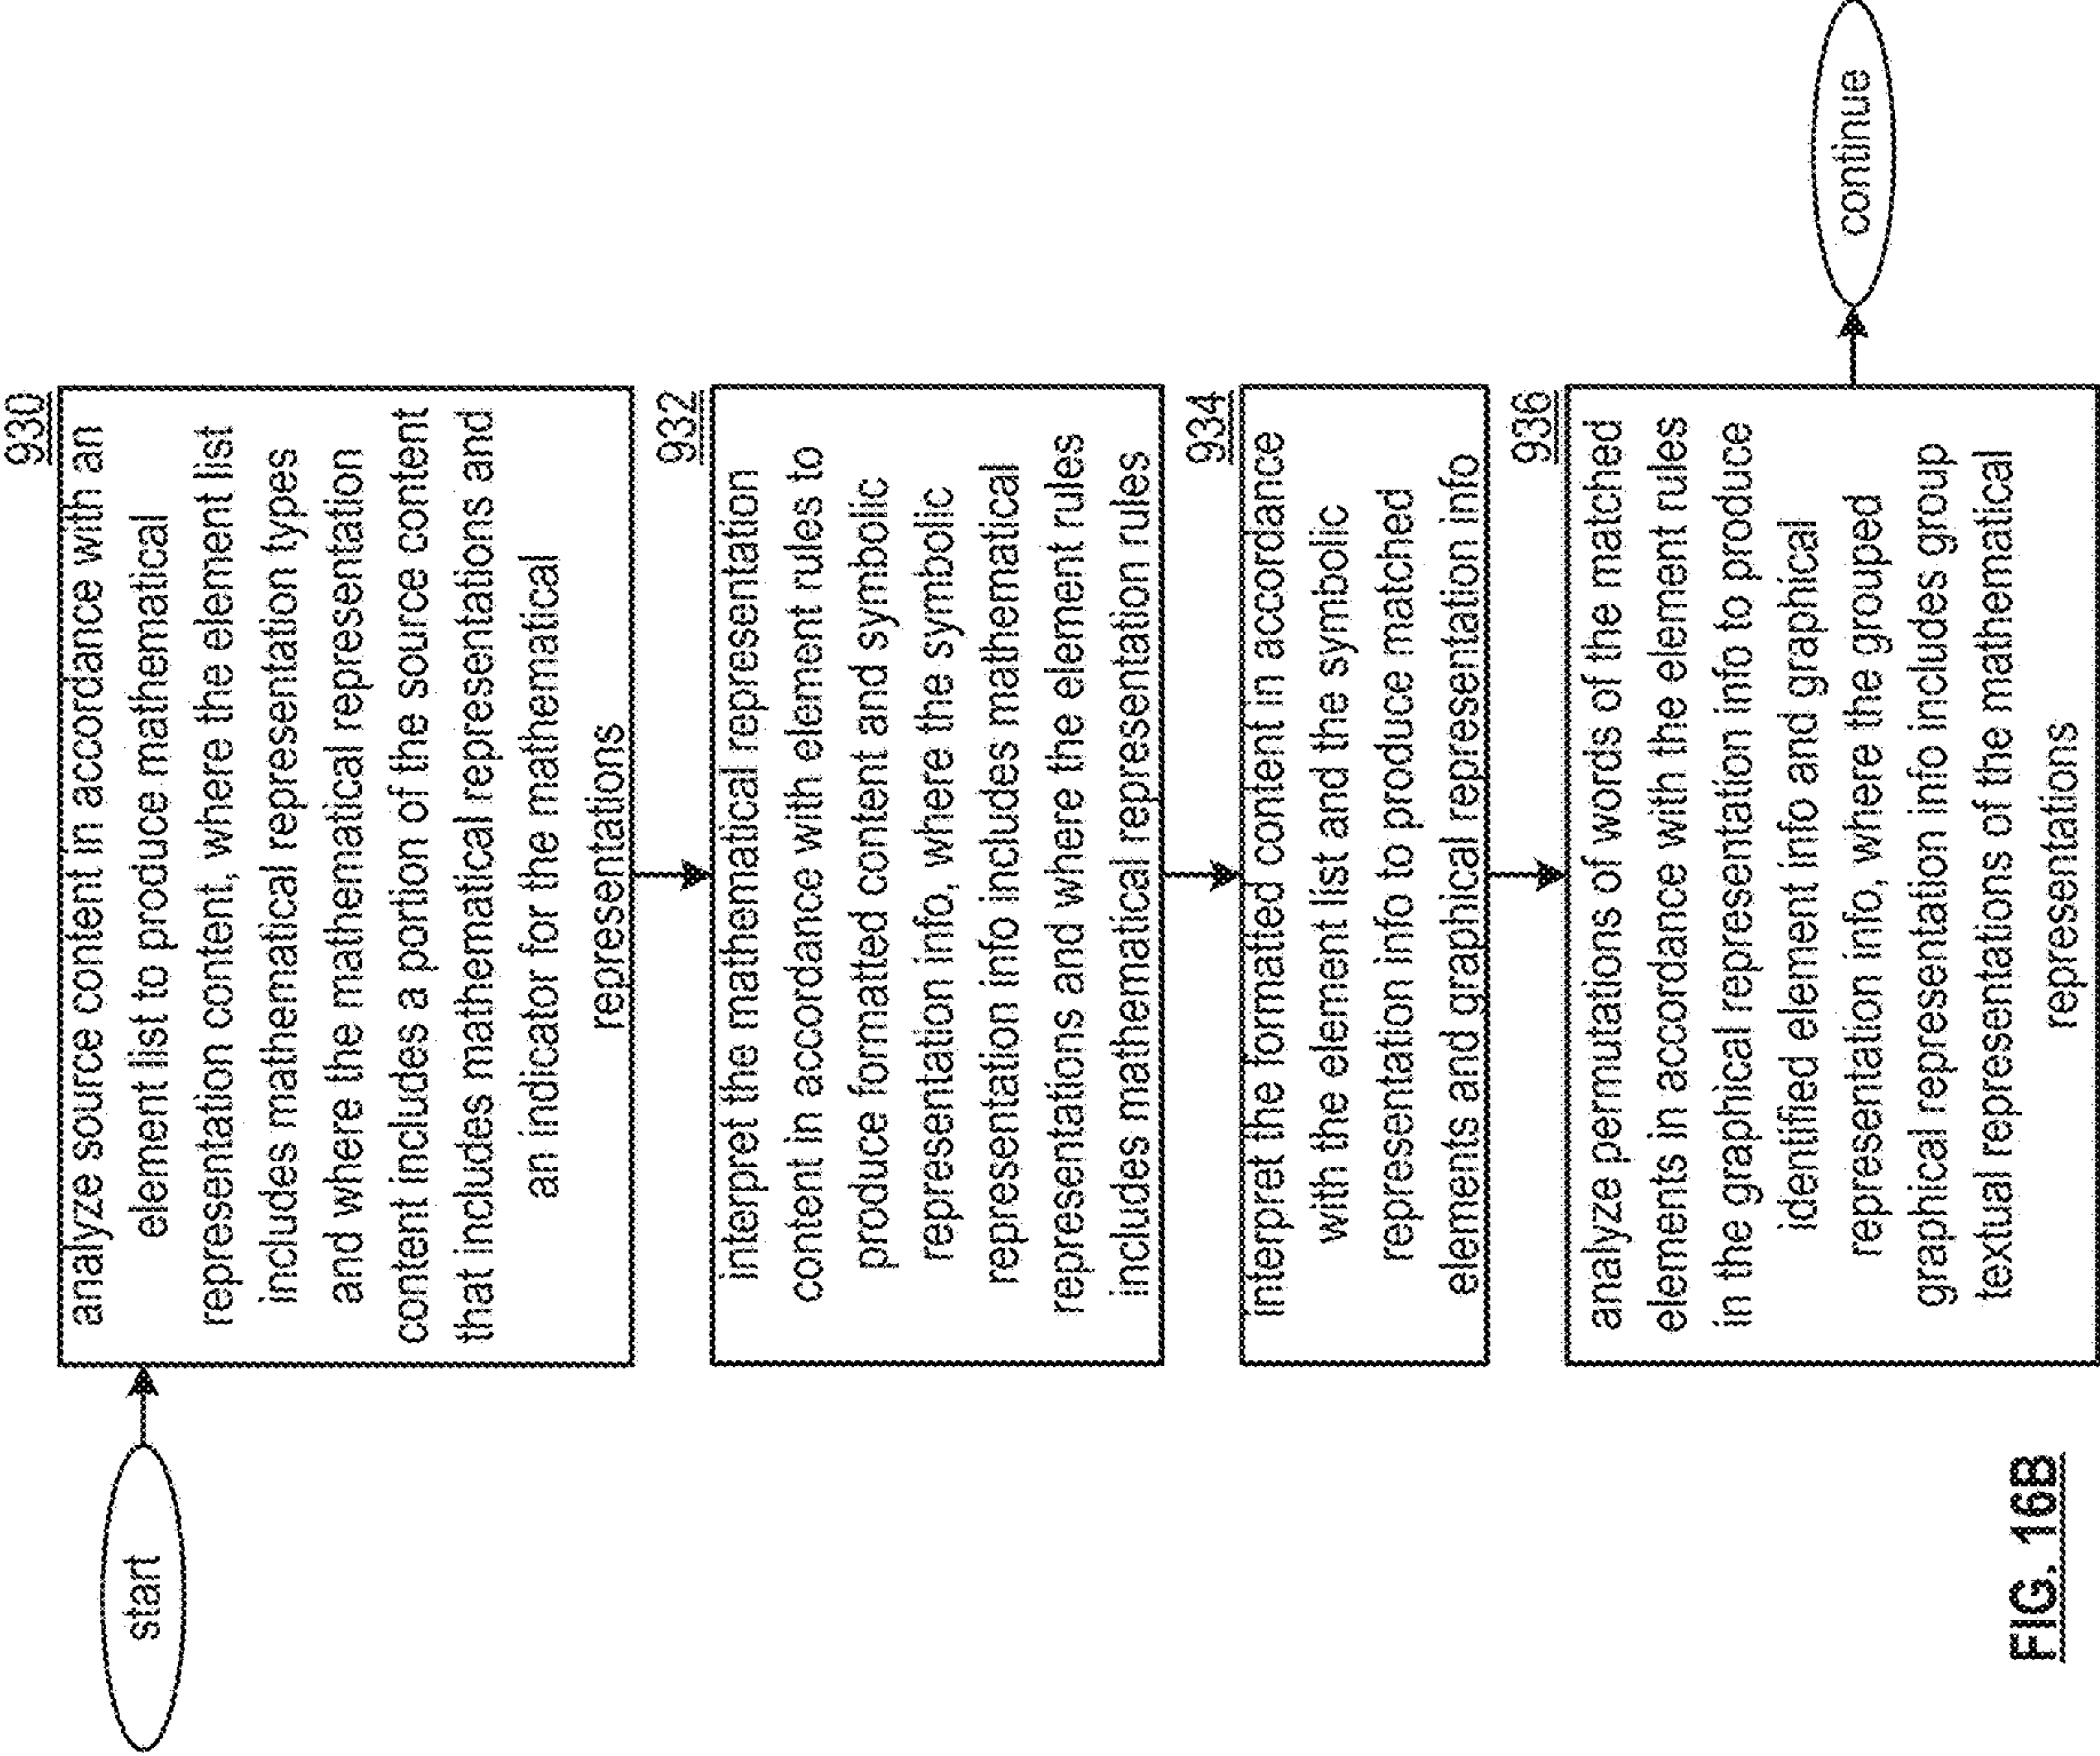 start
930
analyze source content in accordance with an
element list to produce mathematical
representation content, where the element list
includes mathematical representation types
and where the mathematical representation
content includes a portion of the source content
that includes mathematical representations and
an indicator for the mathematical
representations
932
interpret the mathematical representation
content in accordance with element rules to
produce formatted content and symbolic
representation info, where the symbolic
representation info includes mathematical
representations and where the element rules
includes mathematical representation rules
934
interpret the formatted content in accordance
with the element list and the symbolic
representation info to produce matched
elements and graphical representation info
936
analyze permutations of words of the matched
elements in accordance with the element rules
in the graphical representation info to produce
identified element info and graphical
representation info, where the grouped
graphical representation info includes group
textual representations of the mathematical
representations
continue
FIG. 16B